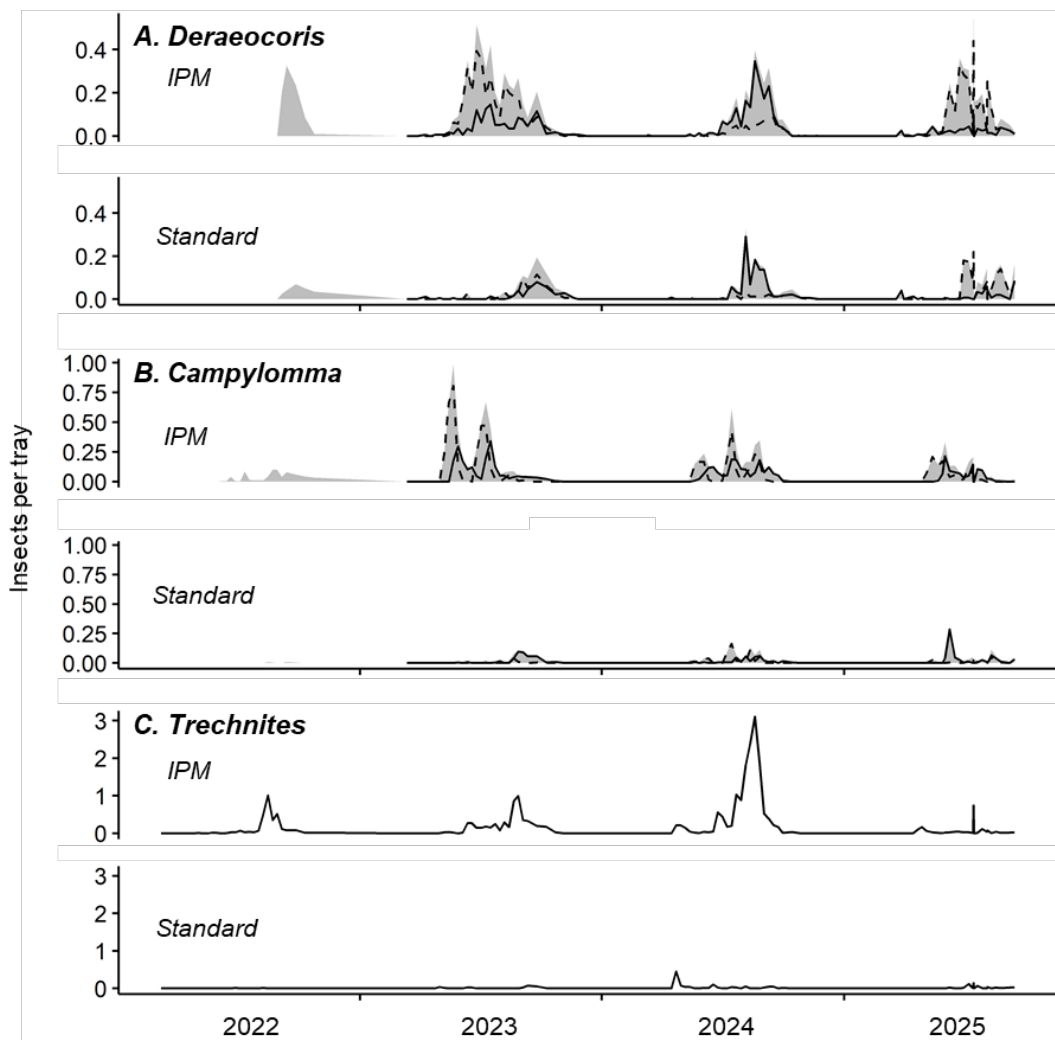 A. Deraeocoris
IPM
0.4
0.2
0.0
Standard
0.4
0.2
0.0
B. Campylomma
IPM
1.00
0.75
0.50
0.25
0.00
Insects per tray
Standard
1.00
0.75
0.50
0.25
0.00
C. Trechnites
IPM
3
2
1
0
Standard
3
2
1
0
2022 2023 2024 2025